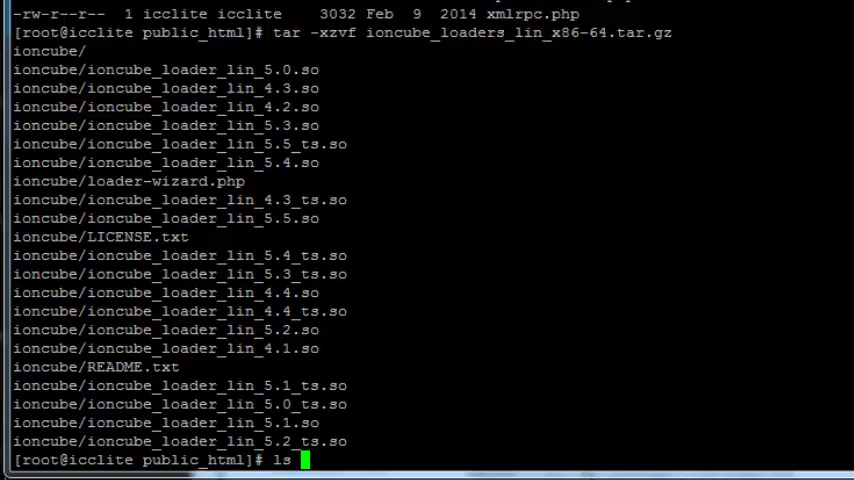 -rw-r--r-- 1 icclite icclite 3032 Feb 9 2014 xmlrpc.php
[root@icclite public_html]# tar -xzvf ioncube_loaders_lin_x86-64.tar.gz
ioncube/
ioncube/ioncube_loader_lin_5.0.so
ioncube/ioncube_loader_lin_4.3.so
ioncube/ioncube_loader_lin_4.2.so
ioncube/ioncube_loader_lin_5.3.so
ioncube/ioncube_loader_lin_5.5_ts.so
ioncube/ioncube_loader_lin_5.4.so
ioncube/loader-wizard.php
ioncube/ioncube_loader_lin_4.3_ts.so
ioncube/ioncube_loader_lin_5.5.so
ioncube/LICENSE.txt
ioncube/ioncube_loader_lin_5.4_ts.so
ioncube/ioncube_loader_lin_5.3_ts.so
ioncube/ioncube_loader_lin_4.4.so
ioncube/ioncube_loader_lin_4.4_ts.so
ioncube/ioncube_loader_lin_5.2.so
ioncube/ioncube_loader_lin_4.1.so
ioncube/README.txt
ioncube/ioncube_loader_lin_5.1_ts.so
ioncube/ioncube_loader_lin_5.0_ts.so
ioncube/ioncube_loader_lin_5.1.so
ioncube/ioncube_loader_lin_5.2_ts.so
[root@icclite public_html]# ls